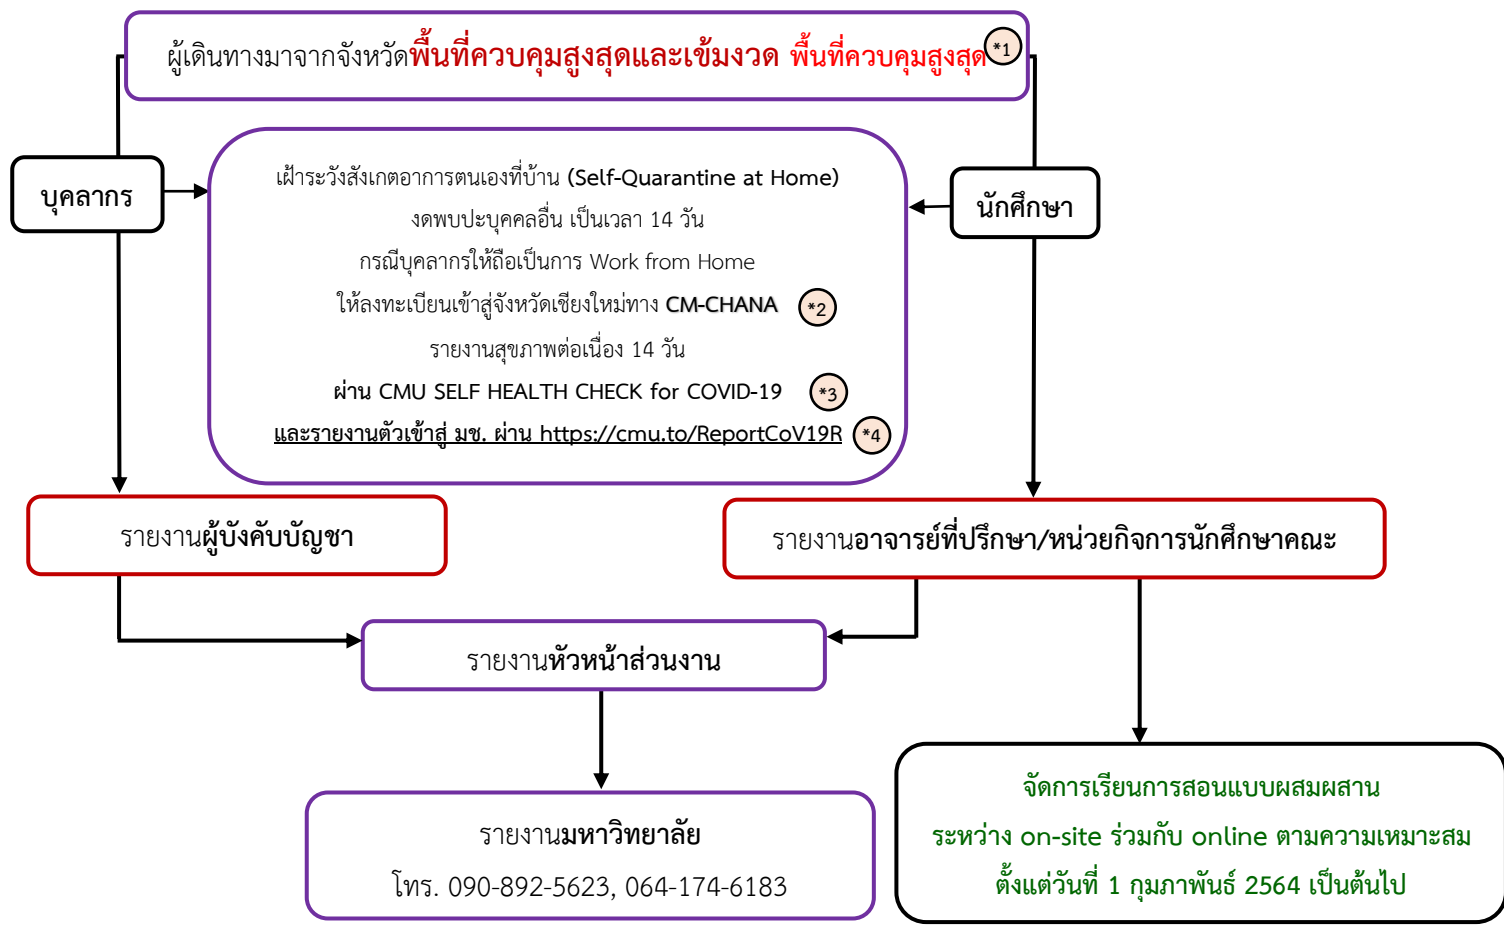 ผู้เดินทางมาจากจังหวัดพื้นที่ควบคุมสูงสุดและเข้มงวด พื้นที่ควบคุมสูงสุด *1
บุคลากร
นักศึกษา
เฝ้าระวังสังเกตอาการตนเองที่บ้าน (Self-Quarantine at Home)
งดพบปะบุคคลอื่น เป็นเวลา 14 วัน
กรณีบุคลากรให้ถือเป็นการ Work from Home
ให้ลงทะเบียนเข้าสู่จังหวัดเชียงใหม่ทาง CM-CHANA *2
รายงานสุขภาพต่อเนื่อง 14 วัน
ผ่าน CMU SELF HEALTH CHECK for COVID-19 *3
และรายงานตัวเข้าสู่ มช. ผ่าน https://cmu.to/ReportCoV19R *4
รายงานผู้บังคับบัญชา
รายงานอาจารย์ที่ปรึกษา/หน่วยกิจการนักศึกษาคณะ
รายงานหัวหน้าส่วนงาน
รายงานมหาวิทยาลัย
โทร. 090-892-5623, 064-174-6183
จัดการเรียนการสอนแบบผสมผสาน
ระหว่าง on-site ร่วมกับ online ตามความเหมาะสม
ตั้งแต่วันที่ 1 กุมภาพันธ์ 2564 เป็นต้นไป